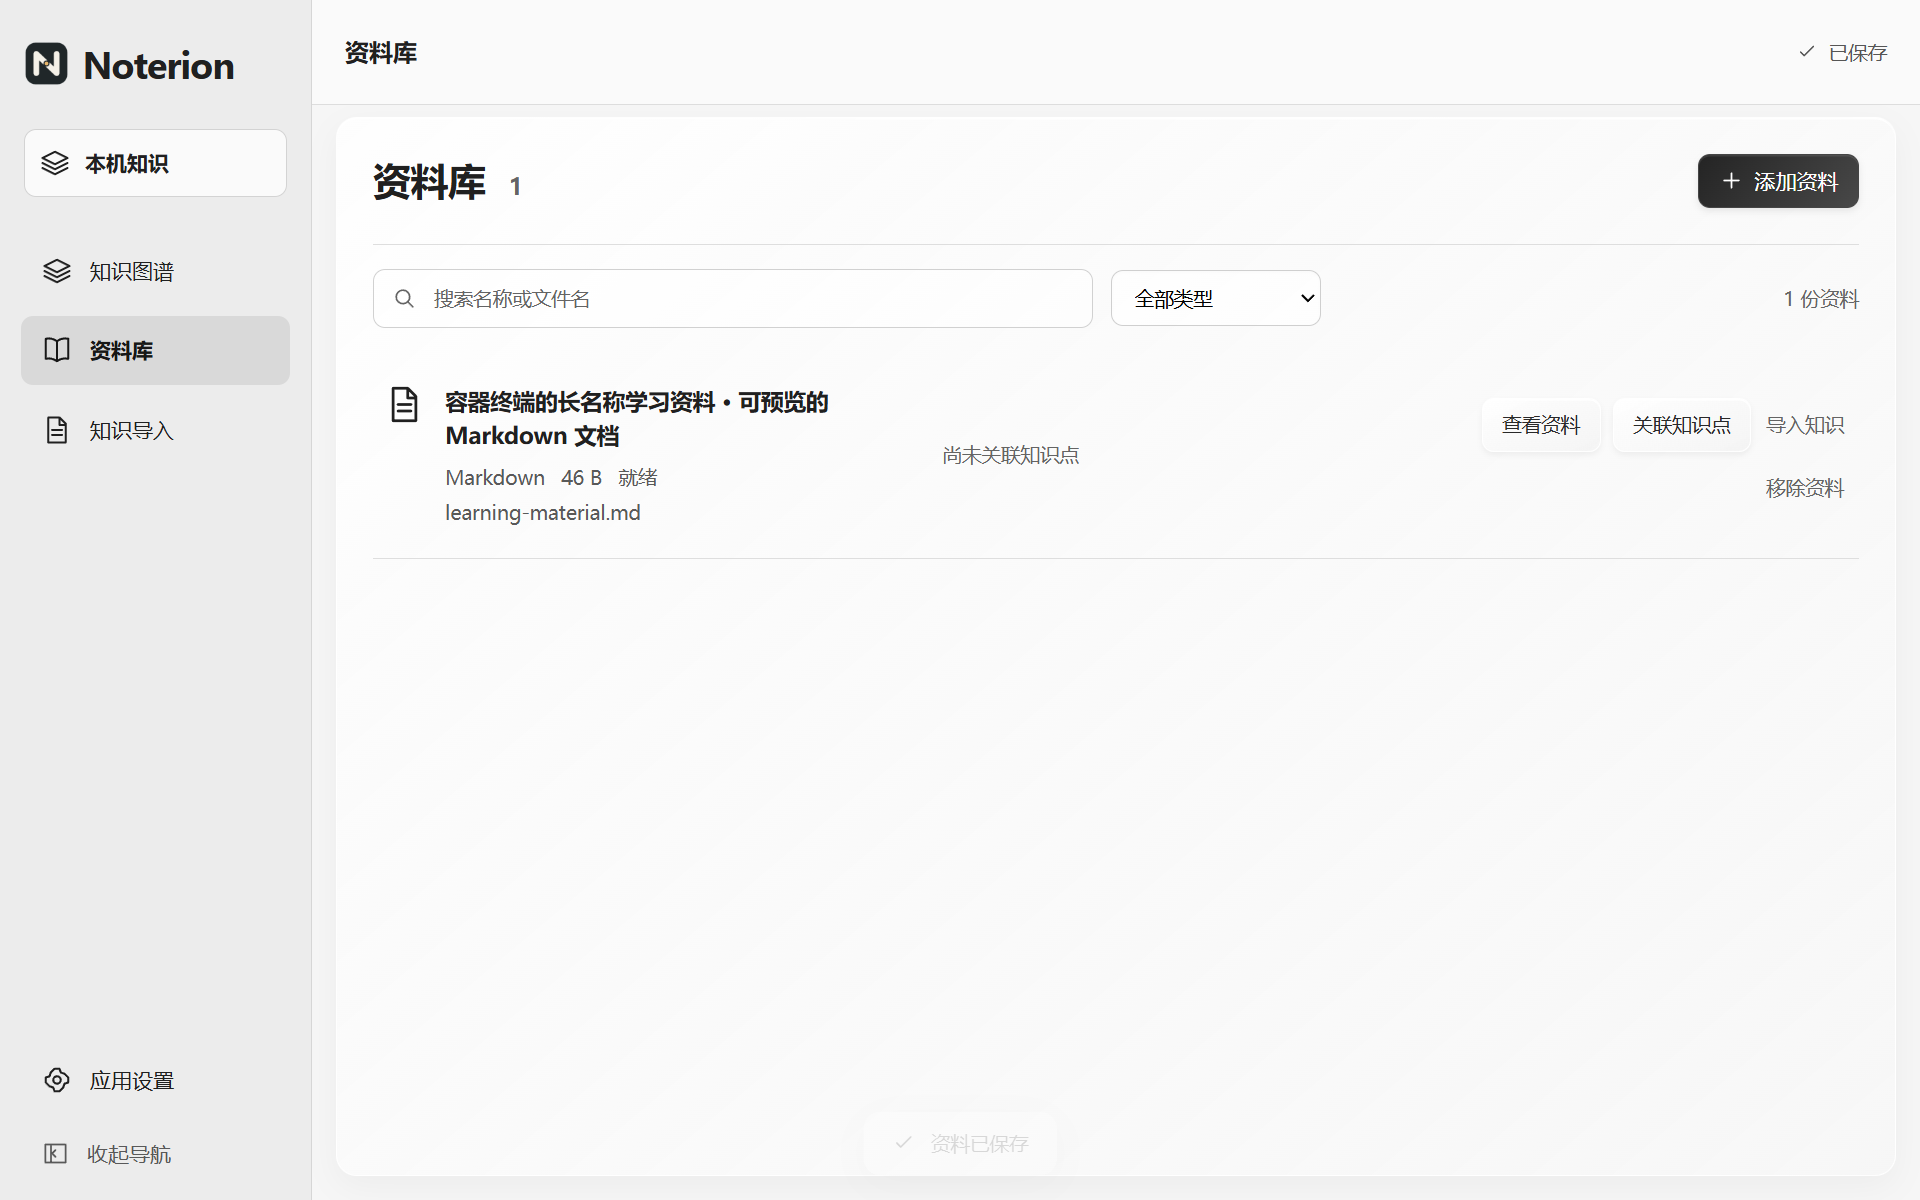 Noterion
本机知识
知识图谱
资料库
知识导入
应用设置
收起导航
资料库
已保存
资料库 1
添加资料
搜索名称或文件名
全部类型
1 份资料
容器终端的长名称学习资料·可预览的
Markdown 文档
Markdown 46 B 就绪
learning-material.md
尚未关联知识点
查看资料
关联知识点
导入知识
移除资料
资料已保存